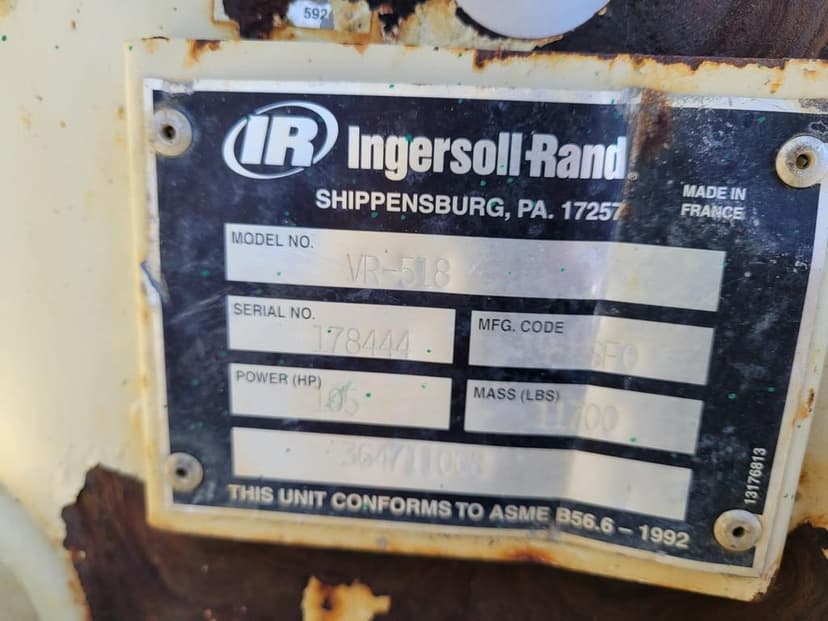 592
IR Ingersoll-Rand
SHIPPENSBURG, PA. 17257
MADE IN
FRANCE
MODEL NO.
VR-518
SERIAL NO.
178444
MFG. CODE
POWER (HP)
105
MASS (LBS)
THIS UNIT CONFORMS TO ASME B56.6 – 1992
13176813